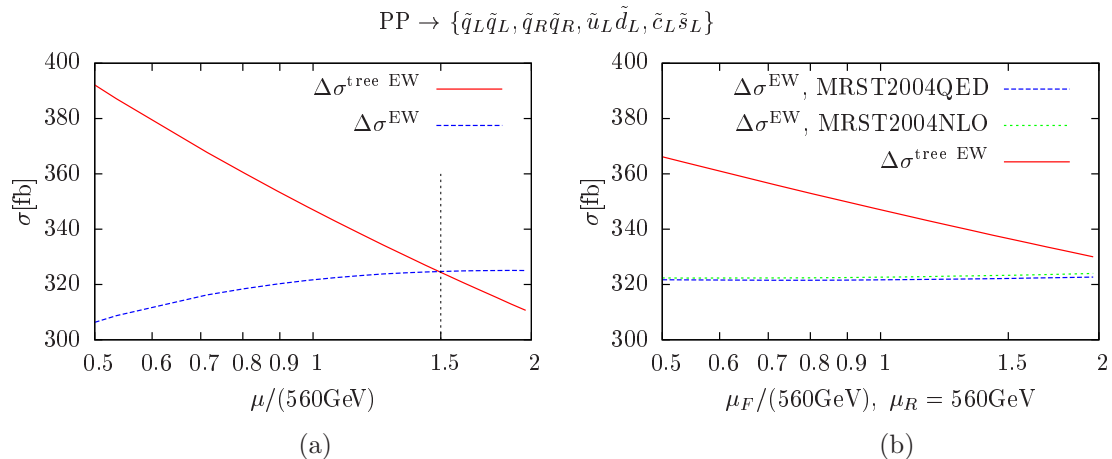 PP → {q̃_L q̃_L, q̃_R q̃_R, ũ_L d̃_L, c̃_L s̃_L}
400
380
360
340
320
300
σ[fb]
Δσ^{tree EW}
Δσ^{EW}
0.5 0.6 0.7 0.8 0.9 1 1.5 2
μ/(560GeV)
(a)
400
380
360
340
320
300
σ[fb]
Δσ^{EW}, MRST2004QED
Δσ^{EW}, MRST2004NLO
Δσ^{tree EW}
0.5 0.6 0.7 0.8 0.9 1 1.5 2
μ_F/(560GeV), μ_R = 560GeV
(b)